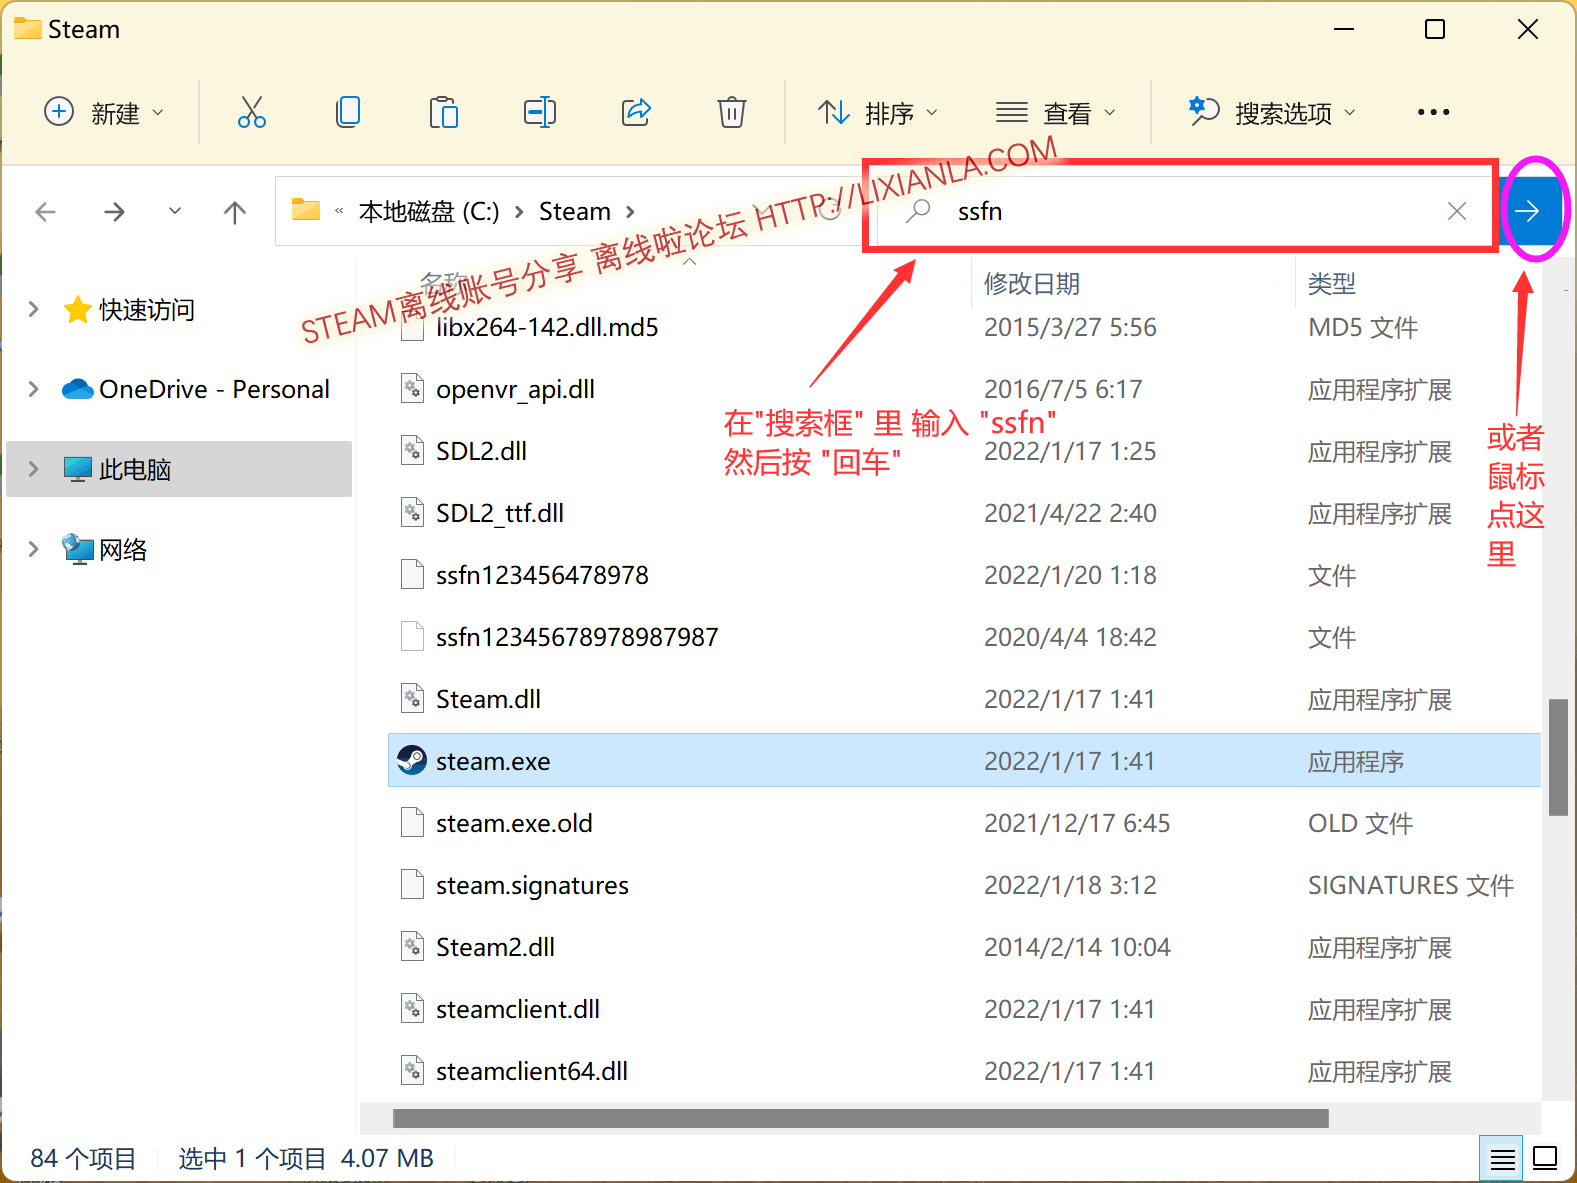 Steam
新建
排序
查看
搜索选项
« 本地磁盘 (C:) > Steam >
ssfn
STEAM离线账号分享 离线啦论坛 HTTP://LIXIANLA.COM
名称
修改日期
类型
快速访问
OneDrive - Personal
此电脑
网络
libx264-142.dll.md5 2015/3/27 5:56 MD5 文件
openvr_api.dll 2016/7/5 6:17 应用程序扩展
SDL2.dll 2022/1/17 1:25 应用程序扩展
SDL2_ttf.dll 2021/4/22 2:40 应用程序扩展
ssfn123456478978 2022/1/20 1:18 文件
ssfn12345678978987987 2020/4/4 18:42 文件
Steam.dll 2022/1/17 1:41 应用程序扩展
steam.exe 2022/1/17 1:41 应用程序
steam.exe.old 2021/12/17 6:45 OLD 文件
steam.signatures 2022/1/18 3:12 SIGNATURES 文件
Steam2.dll 2014/2/14 10:04 应用程序扩展
steamclient.dll 2022/1/17 1:41 应用程序扩展
steamclient64.dll 2022/1/17 1:41 应用程序扩展
在"搜索框" 里 输入 "ssfn"
然后按 "回车"
或者
鼠标
点这
里
84 个项目 选中 1 个项目 4.07 MB